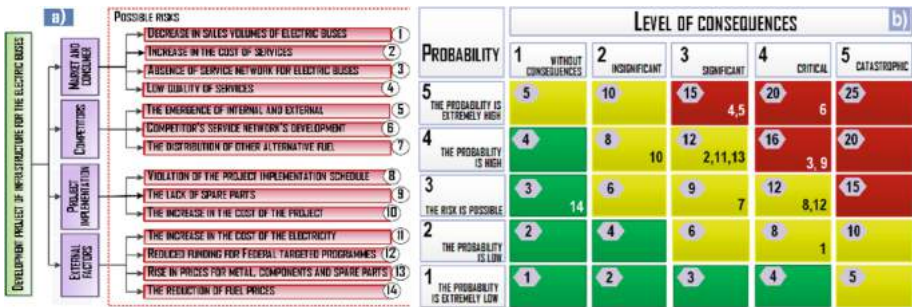 a)
POSSIBLE RISKS
DEVELOPMENT PROJECT OF INFRASTRUCTURE FOR THE ELECTRIC BUSES
MARKET AND
CONSUMER
DECREASE IN SALES VOLUMES OF ELECTRIC BUSES 1
INCREASE IN THE COST OF SERVICES 2
ABSENCE OF SERVICE NETWORK FOR ELECTRIC BUSES 3
LOW QUALITY OF SERVICES 4
COMPETITORS
THE EMERGENCE OF INTERNAL AND EXTERNAL 5
COMPETITOR'S SERVICE NETWORK'S DEVELOPMENT 6
THE DISTRIBUTION OF OTHER ALTERNATIVE FUEL 7
PROJECT
IMPLEMENTATION
VIOLATION OF THE PROJECT IMPLEMENTATION SCHEDULE 8
THE LACK OF SPARE PARTS 9
THE INCREASE IN THE COST OF THE PROJECT 10
EXTERNAL
FACTORS
THE INCREASE IN THE COST OF THE ELECTRICITY 11
REDUCED FUNDING FOR FEDERAL TARGETED PROGRAMMES 12
RISE IN PRICES FOR METAL, COMPONENTS AND SPARE PARTS 13
THE REDUCTION OF FUEL PRICES 14
LEVEL OF CONSEQUENCES
b)
PROBABILITY
1 WITHOUT CONSEQUENCES
2 INSIGNIFICANT
3 SIGNIFICANT
4 CRITICAL
5 CATASTROPHIC
5
THE PROBABILITY IS
EXTREMELY HIGH
5 10 15 20 25
4,5 6
4
THE PROBABILITY
IS HIGH
4 8 12 16 20
10 2,11,13 3, 9
3
THE RISK IS POSSIBLE
3 6 9 12 15
14 7 8,12
2
THE PROBABILITY
IS LOW
2 4 6 8 10
1
1 THE PROBABILITY
IS EXTREMELY LOW
1 2 3 4 5